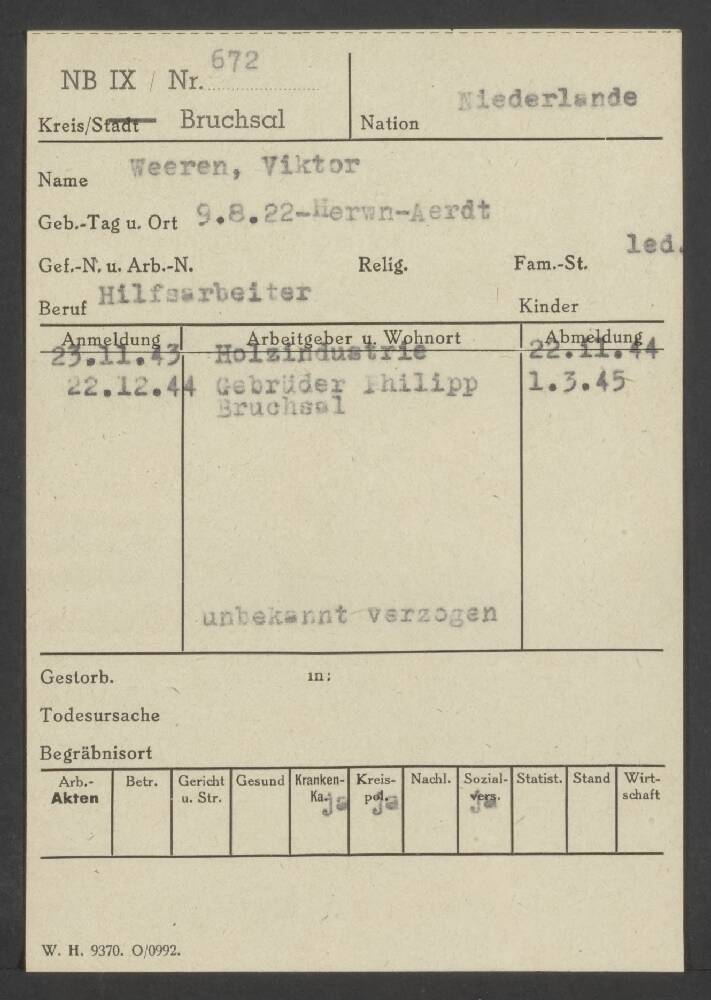 NB IX / Nr. 672
Kreis/Stadt Bruchsal
Nation Niederlande
Name Weeren, Viktor
Geb.-Tag u. Ort 9.8.22-Herwn-Aerdt
Gef.-N. u. Arb.-N. Relig. Fam.-St. led.
Beruf Hilfsarbeiter Kinder
Anmeldung Arbeitgeber u. Wohnort Abmeldung
23.11.43 Holzindustrie 22.11.44
22.12.44 Gebrüder Philipp 1.3.45
Bruchsal
unbekannt verzogen
Gestorb. in:
Todesursache
Begräbnisort
Arb.- Betr. Gericht Gesund Kranken- Kreis- Nachl. Sozial- Statist. Stand Wirt-
Akten u. Str. Ka. pol. vers. schaft
ja ja ja
W. H. 9370. O/0992.